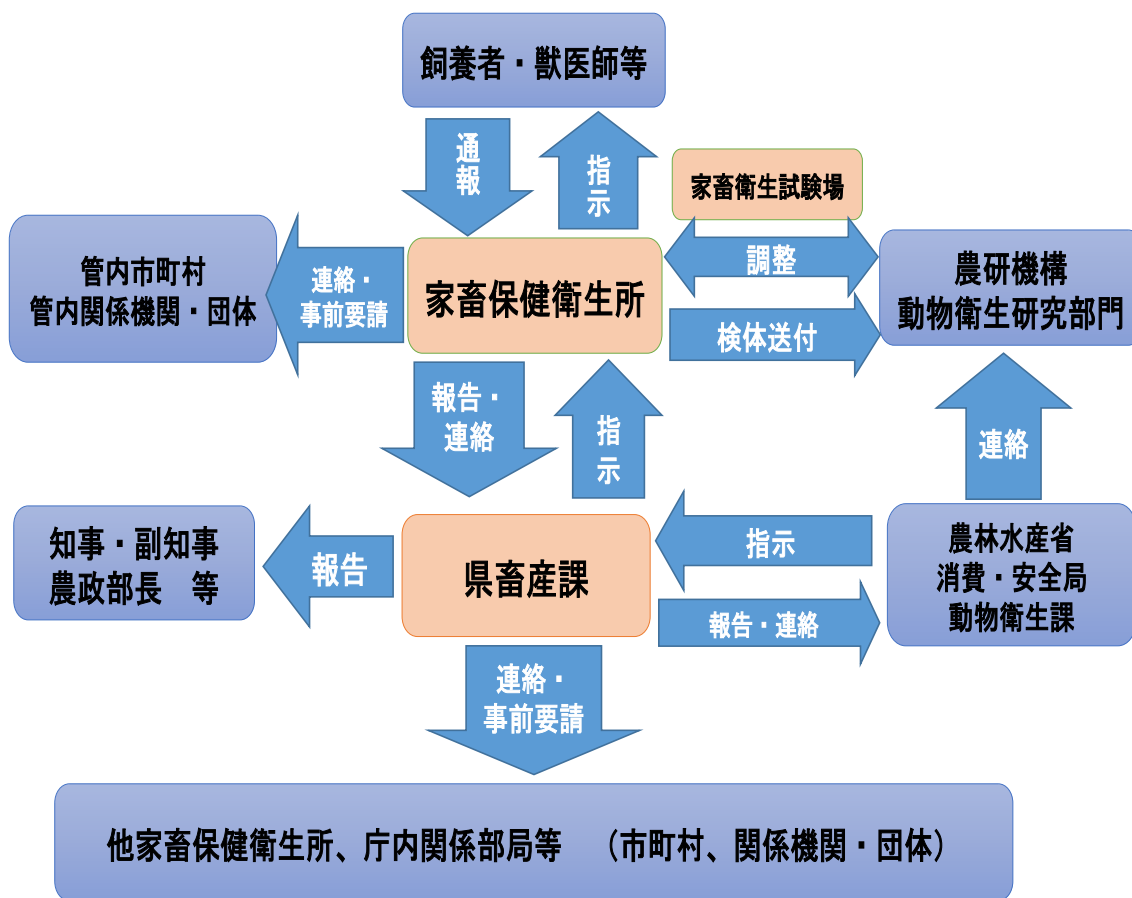 飼養者・獣医師等
通報
指示
家畜衛生試験場
管内市町村
管内関係機関・団体
連絡・
事前要請
家畜保健衛生所
調整
検体送付
農研機構
動物衛生研究部門
報告・
連絡
指示
連絡
知事・副知事
農政部長　等
報告
県畜産課
指示
報告・連絡
農林水産省
消費・安全局
動物衛生課
連絡・
事前要請
他家畜保健衛生所、庁内関係部局等　（市町村、関係機関・団体）